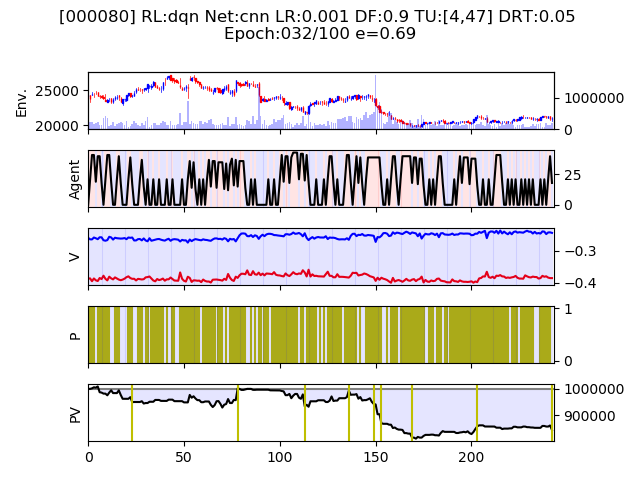 [000080] RL:dqn Net:cnn LR:0.001 DF:0.9 TU:[4,47] DRT:0.05
Epoch:032/100 e=0.69
Env.
25000
20000
1000000
0
Agent
25
0
V
−0.3
−0.4
P
1
0
PV
1000000
900000
0
50
100
150
200